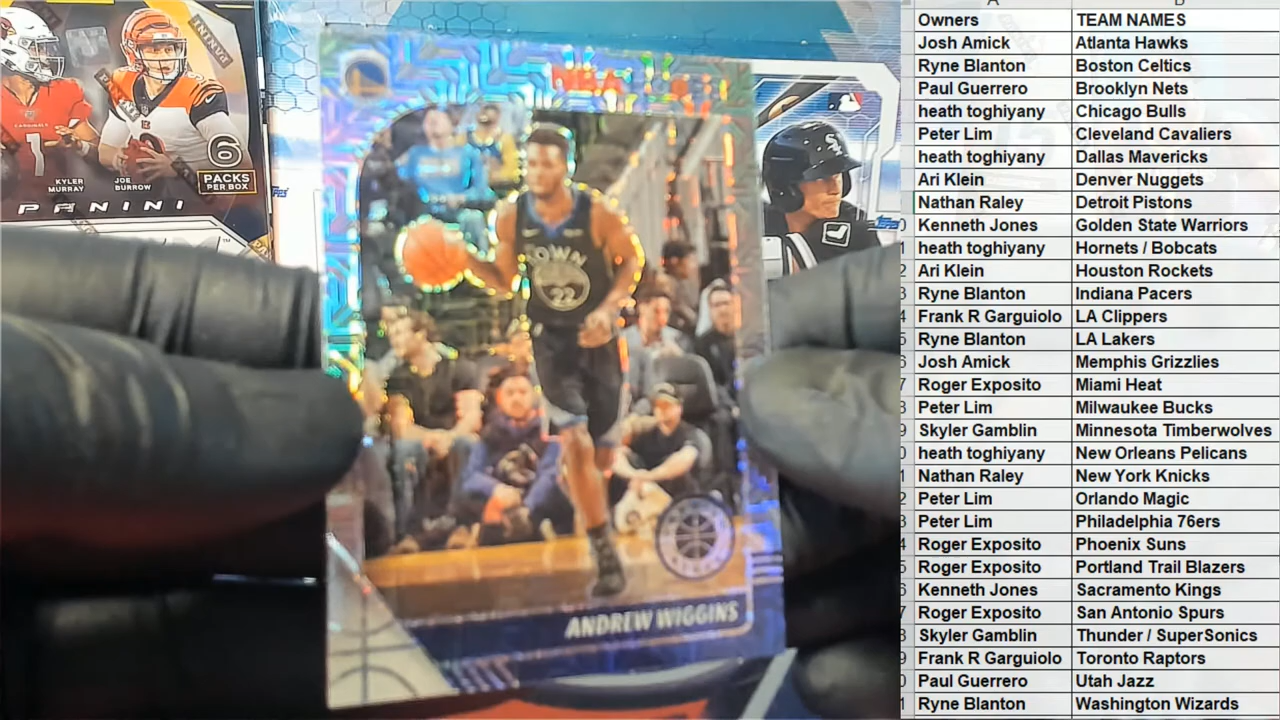 A
B
Owners TEAM NAMES
Josh Amick Atlanta Hawks
Ryne Blanton Boston Celtics
Paul Guerrero Brooklyn Nets
heath toghiyany Chicago Bulls
Peter Lim Cleveland Cavaliers
heath toghiyany Dallas Mavericks
Ari Klein Denver Nuggets
Nathan Raley Detroit Pistons
Kenneth Jones Golden State Warriors
heath toghiyany Hornets / Bobcats
Ari Klein Houston Rockets
Ryne Blanton Indiana Pacers
Frank R Garguiolo LA Clippers
Ryne Blanton LA Lakers
Josh Amick Memphis Grizzlies
Roger Exposito Miami Heat
Peter Lim Milwaukee Bucks
Skyler Gamblin Minnesota Timberwolves
heath toghiyany New Orleans Pelicans
Nathan Raley New York Knicks
Peter Lim Orlando Magic
Peter Lim Philadelphia 76ers
Roger Exposito Phoenix Suns
Roger Exposito Portland Trail Blazers
Kenneth Jones Sacramento Kings
Roger Exposito San Antonio Spurs
Skyler Gamblin Thunder / SuperSonics
Frank R Garguiolo Toronto Raptors
Paul Guerrero Utah Jazz
Ryne Blanton Washington Wizards
PANINI
CARDINALS
1
KYLER
MURRAY
JOE
BURROW
6
PACKS
PER BOX
PANINI
topps
topps
TOWN
22
ANDREW WIGGINS